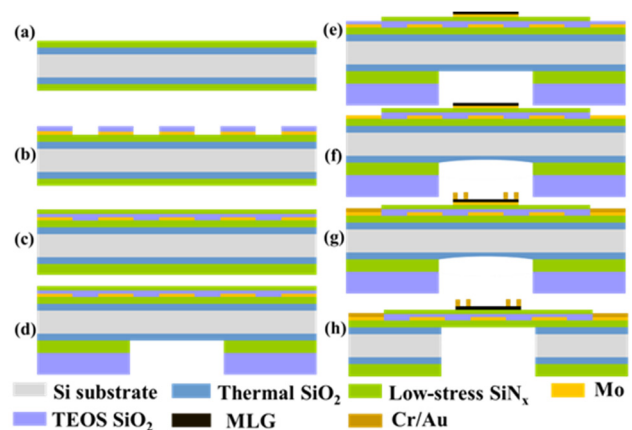 (a)
(b)
(c)
(d)
(e)
(f)
(g)
(h)
Si substrate
Thermal SiO₂
Low-stress SiNₓ
Mo
TEOS SiO₂
MLG
Cr/Au